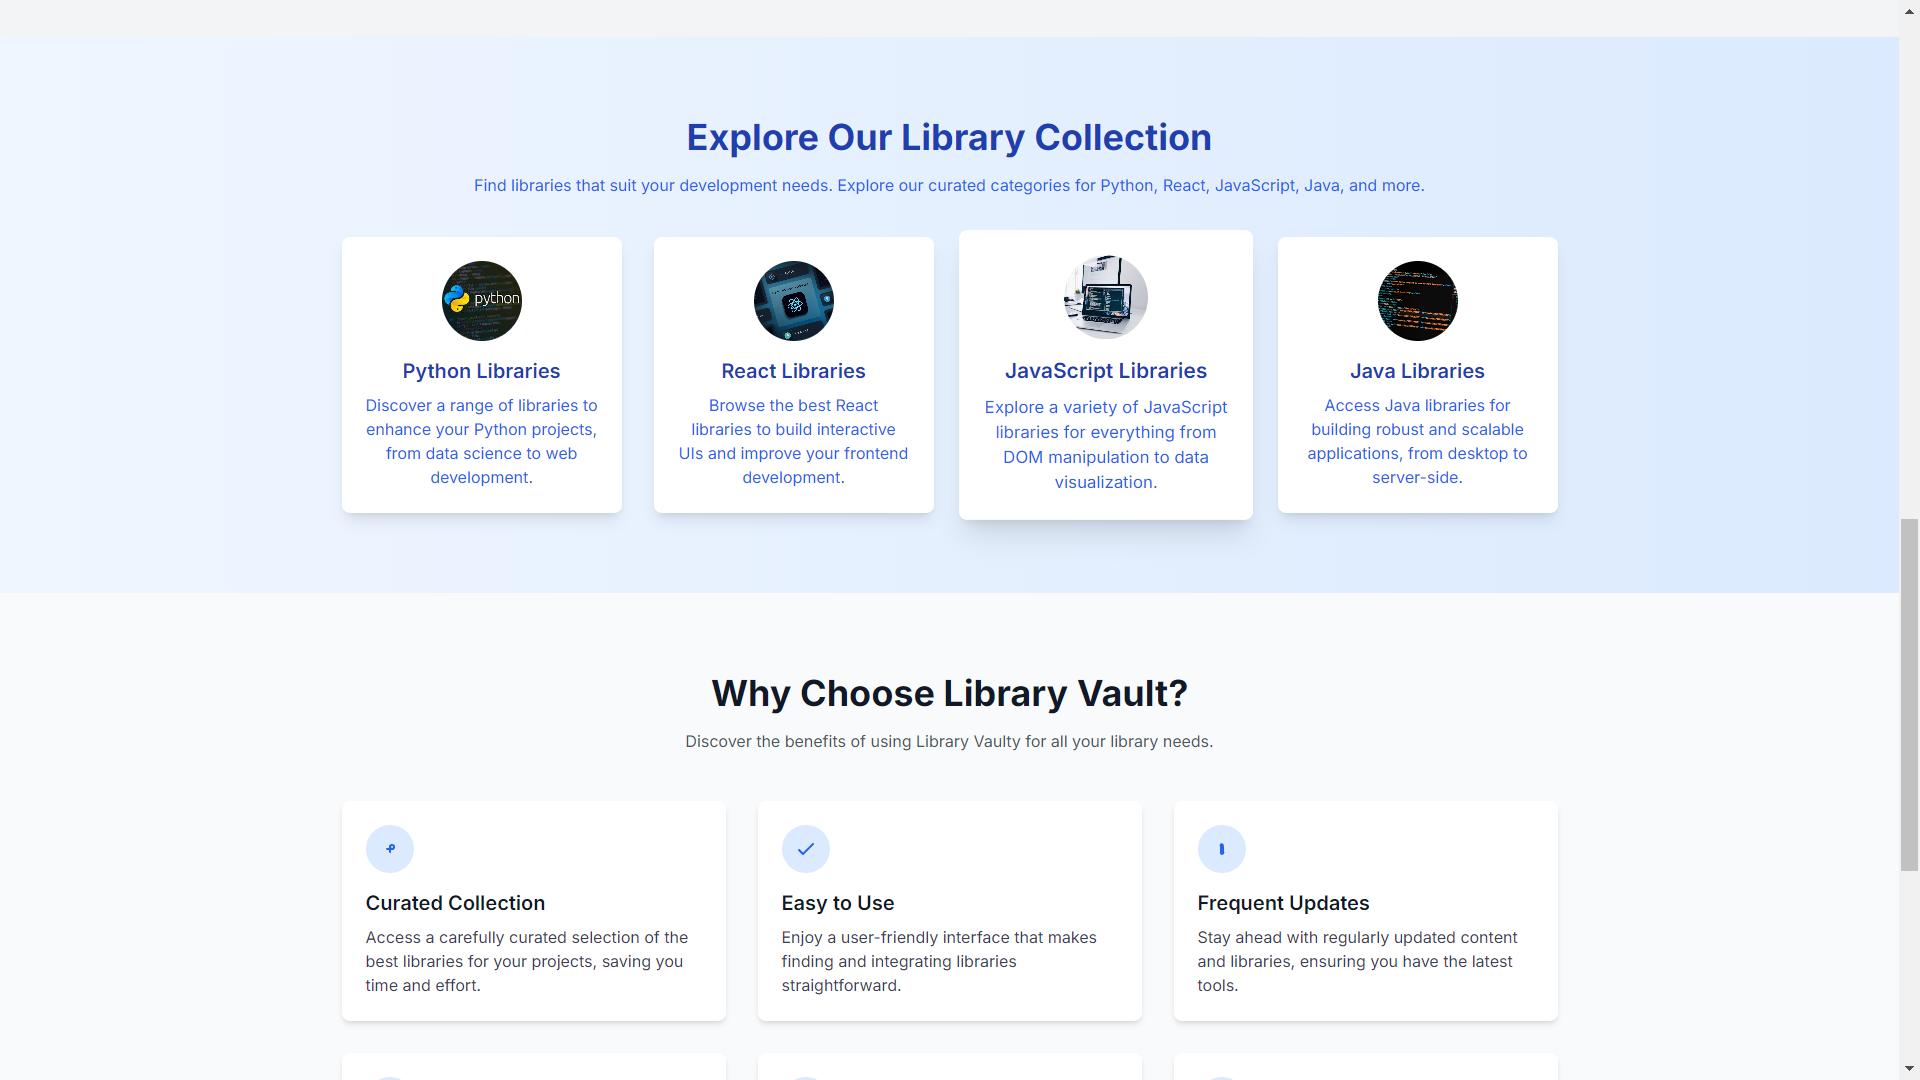 Explore Our Library Collection
Find libraries that suit your development needs. Explore our curated categories for Python, React, JavaScript, Java, and more.
python
Python Libraries
Discover a range of libraries to
enhance your Python projects,
from data science to web
development.
React Libraries
Browse the best React
libraries to build interactive
UIs and improve your frontend
development.
JavaScript Libraries
Explore a variety of JavaScript
libraries for everything from
DOM manipulation to data
visualization.
Java Libraries
Access Java libraries for
building robust and scalable
applications, from desktop to
server-side.
Why Choose Library Vault?
Discover the benefits of using Library Vaulty for all your library needs.
Curated Collection
Access a carefully curated selection of the
best libraries for your projects, saving you
time and effort.
Easy to Use
Enjoy a user-friendly interface that makes
finding and integrating libraries
straightforward.
Frequent Updates
Stay ahead with regularly updated content
and libraries, ensuring you have the latest
tools.